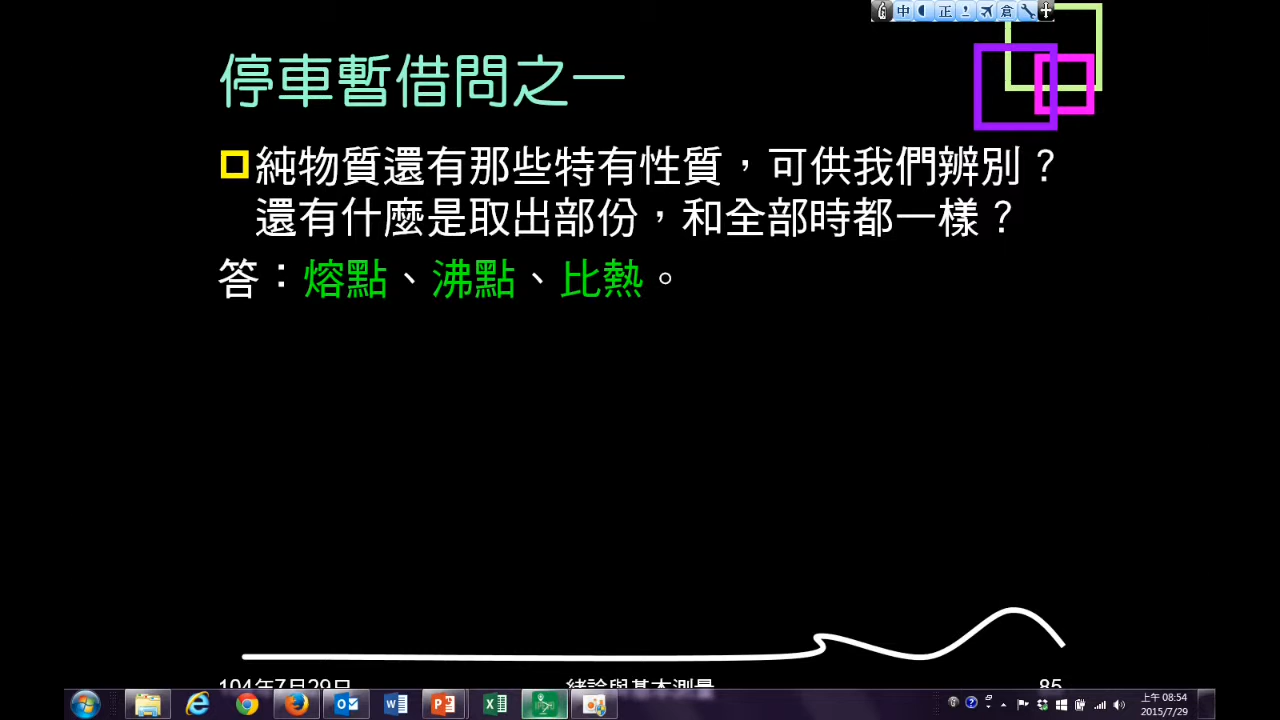 中 正 倉
停車暫借問之一
純物質還有那些特有性質,可供我們辨別?
還有什麼是取出部份,和全部時都一樣?
答:熔點、沸點、比熱。
104年7月29日 緒論與基本測量 85
上午 08:54
2015/7/29